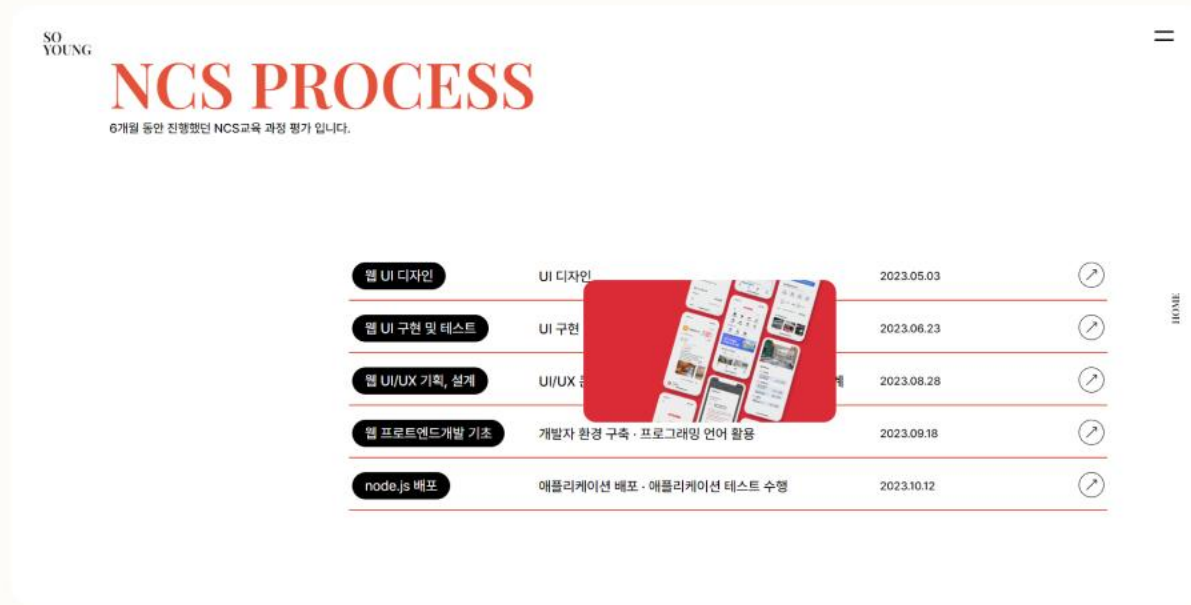 SO
YOUNG
NCS PROCESS
6개월 동안 진행했던 NCS교육 과정 평가 입니다.
웹 UI 디자인 UI 디자인 2023.05.03
웹 UI 구현 및 테스트 UI 구현 2023.06.23
웹 UI/UX 기획, 설계 UI/UX 2023.08.28
웹 프로트엔드개발 기초 개발자 환경 구축 · 프로그래밍 언어 활용 2023.09.18
node.js 배포 애플리케이션 배포 · 애플리케이션 테스트 수행 2023.10.12
HOME